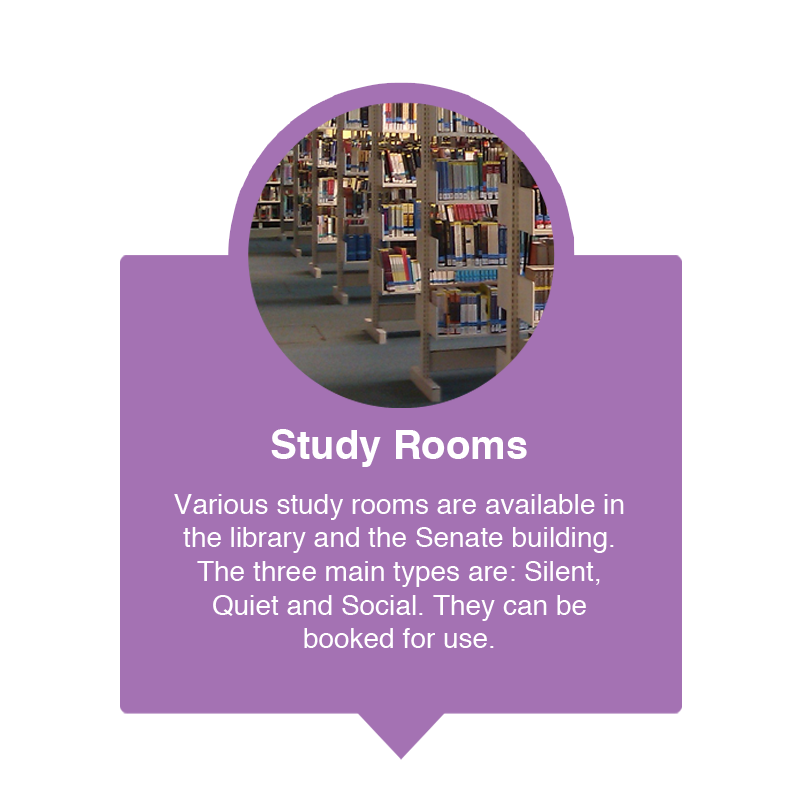 Study Rooms
Various study rooms are available in
the library and the Senate building.
The three main types are: Silent,
Quiet and Social. They can be
booked for use.